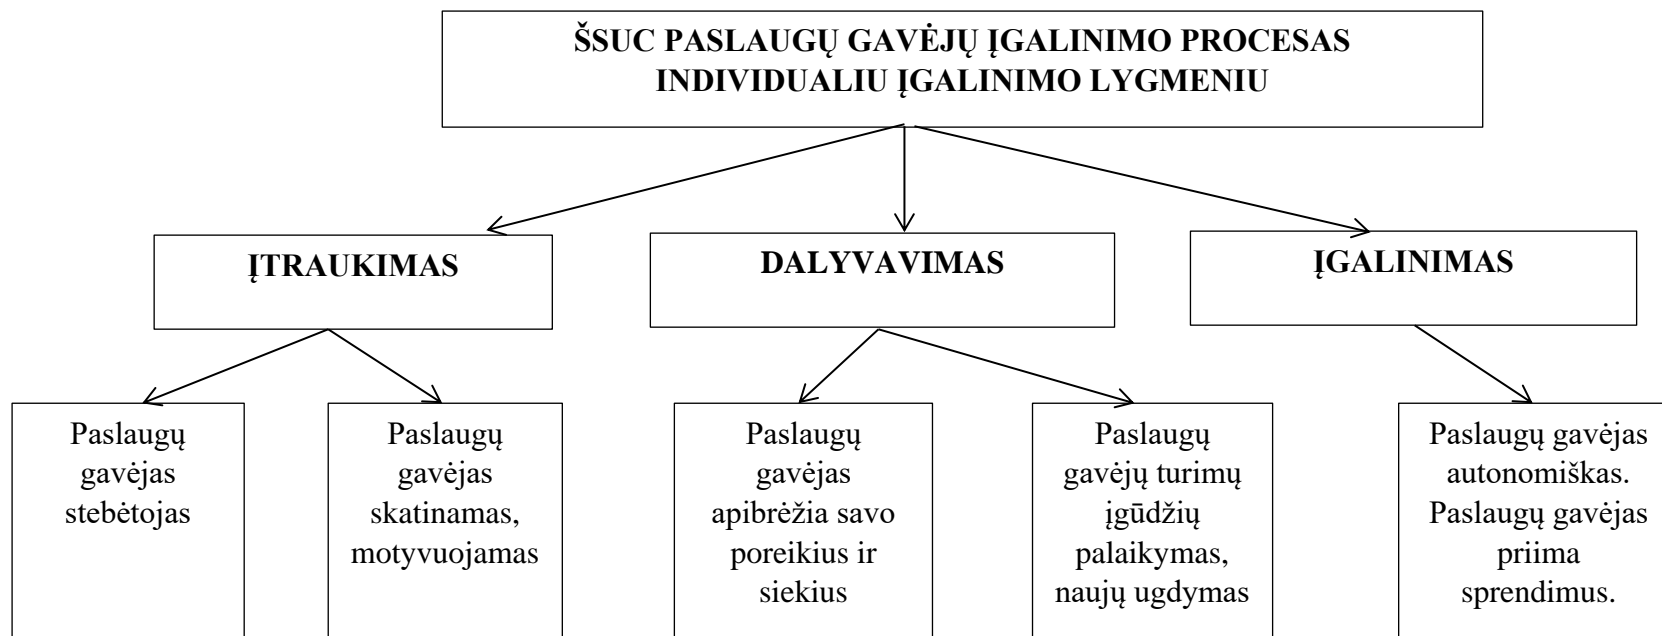 ŠSUC PASLAUGŲ GAVĖJŲ ĮGALINIMO PROCESAS
INDIVIDUALIU ĮGALINIMO LYGMENIU
ĮTRAUKIMAS
DALYVAVIMAS
ĮGALINIMAS
Paslaugų
gavėjas
stebėtojas
Paslaugų
gavėjas
skatinamas,
motyvuojamas
Paslaugų
gavėjas
apibrėžia savo
poreikius ir
siekius
Paslaugų
gavėjų turimų
įgūdžių
palaikymas,
naujų ugdymas
Paslaugų gavėjas
autonomiškas.
Paslaugų gavėjas
priima
sprendimus.